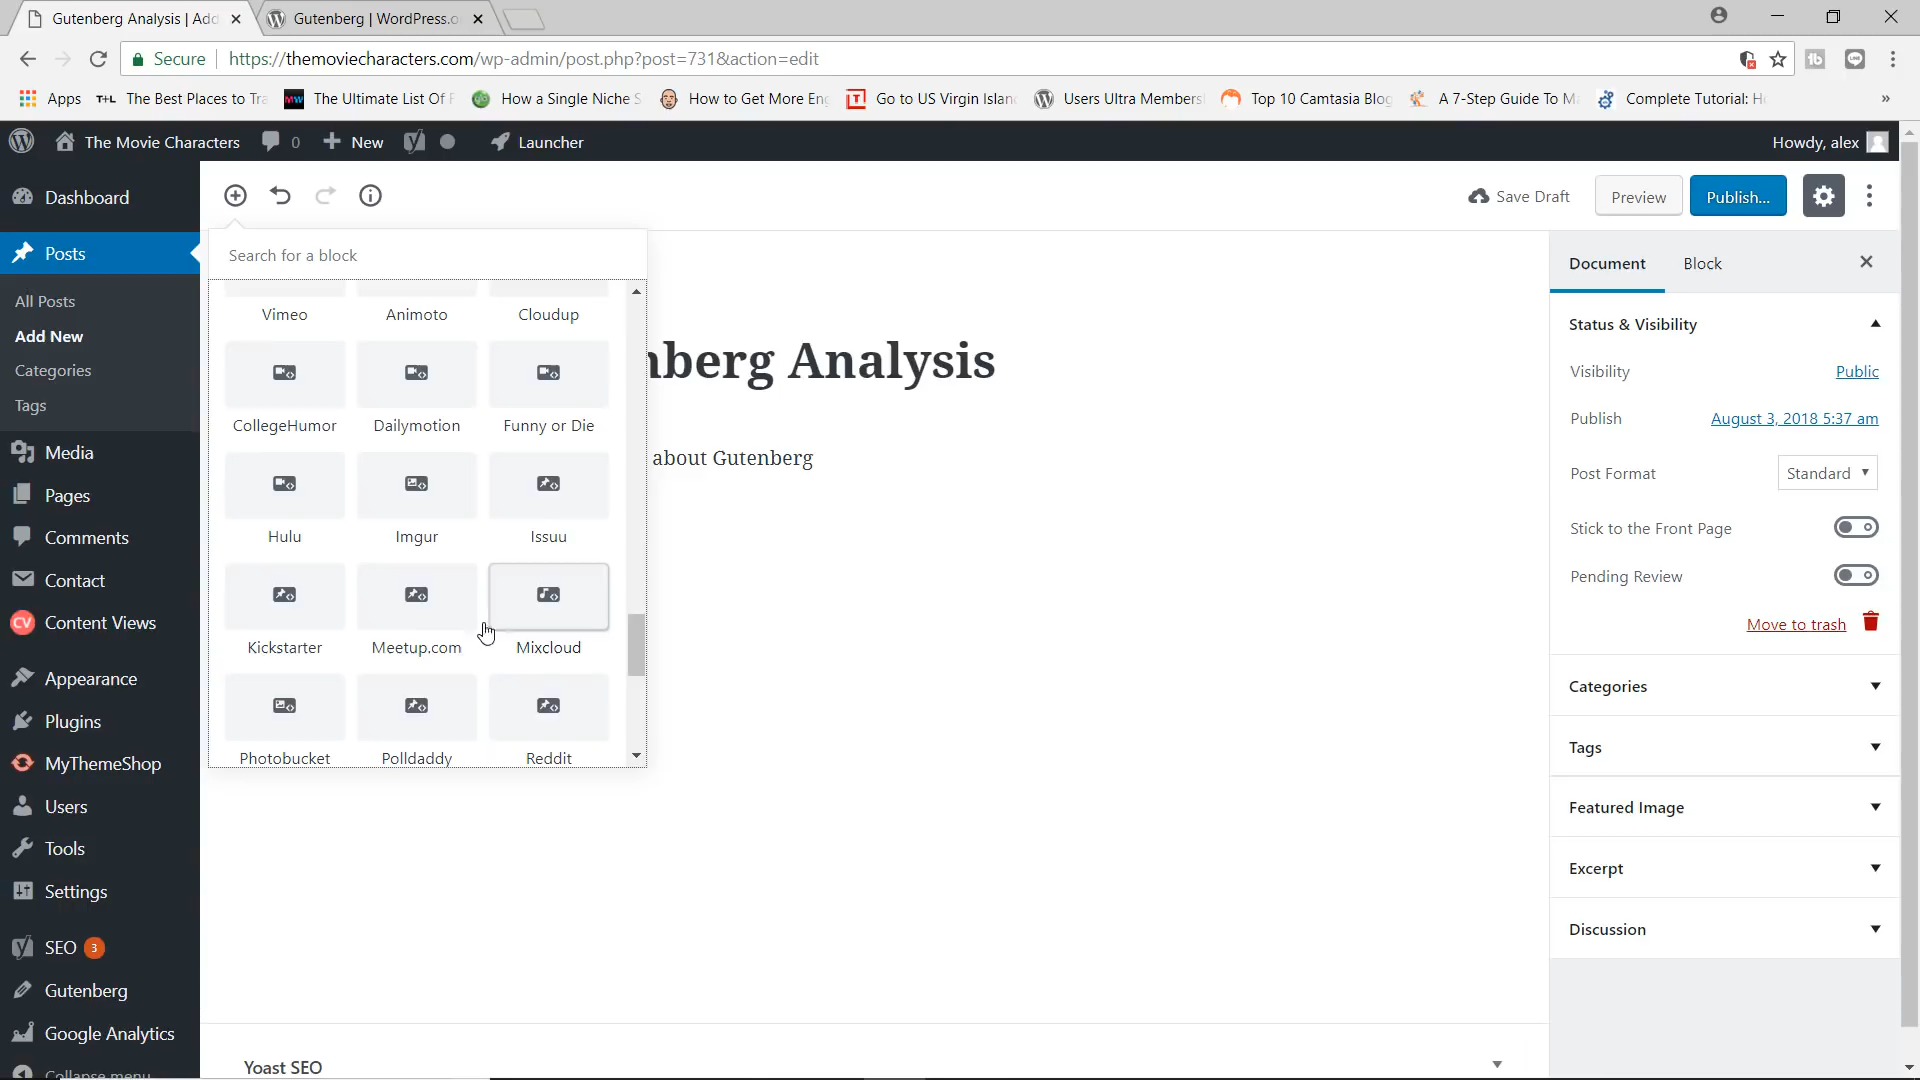 Gutenberg Analysis | Add
Gutenberg | WordPress.o
Secure
https://themoviecharacters.com/wp-admin/post.php?post=731&action=edit
Apps
T+L The Best Places to Tra
MW The Ultimate List Of F
How a Single Niche S
How to Get More Eng
T Go to US Virgin Islan
Users Ultra Members
Top 10 Camtasia Blog
A 7-Step Guide To Ma
Complete Tutorial: H
»
The Movie Characters
0
New
Launcher
Howdy, alex
Dashboard
Posts
All Posts
Add New
Categories
Tags
Media
Pages
Comments
Contact
CV Content Views
Appearance
Plugins
MyThemeShop
Users
Tools
Settings
SEO 3
Gutenberg
Google Analytics
Collapse menu
Save Draft
Preview
Publish...
Search for a block
Vimeo
Animoto
Cloudup
CollegeHumor
Dailymotion
Funny or Die
Hulu
Imgur
Issuu
Kickstarter
Meetup.com
Mixcloud
Photobucket
Polldaddy
Reddit
nberg Analysis
about Gutenberg
Yoast SEO
Document
Block
Status & Visibility
Visibility
Public
Publish
August 3, 2018 5:37 am
Post Format
Standard
Stick to the Front Page
Pending Review
Move to trash
Categories
Tags
Featured Image
Excerpt
Discussion